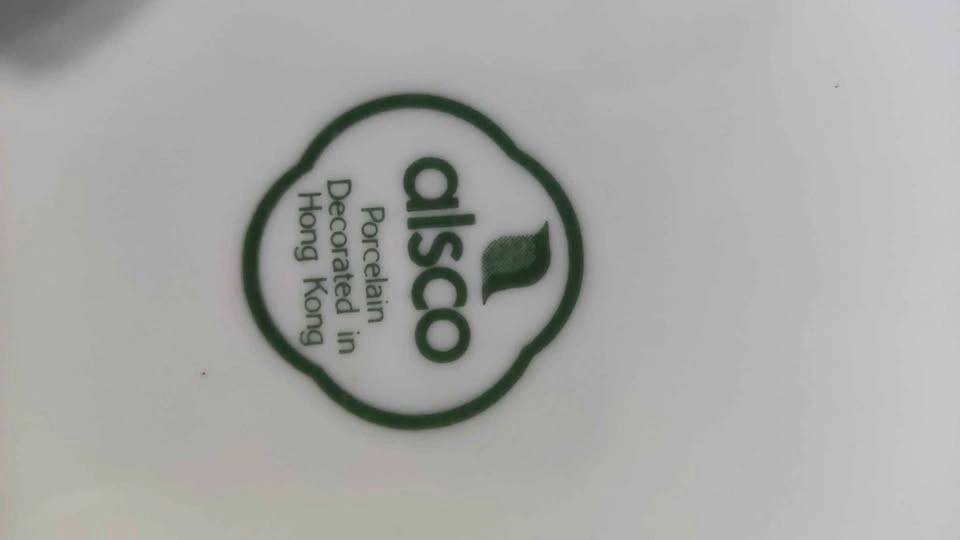 alsco
Porcelain
Decorated in
Hong Kong